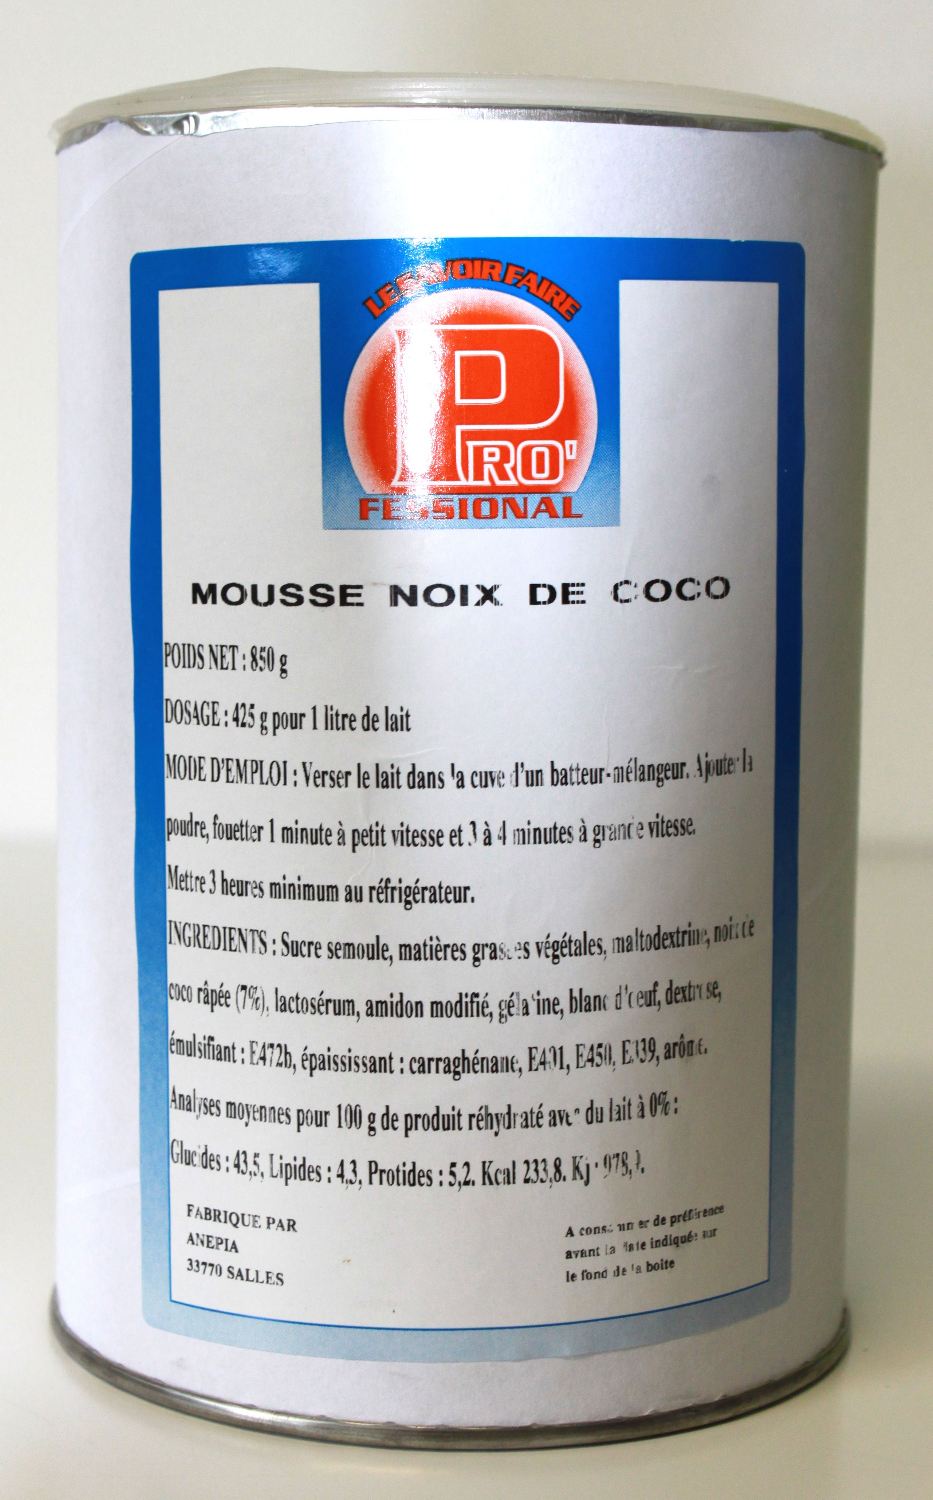 LE SAVOIR FAIRE
PRO'
FESSIONAL
MOUSSE NOIX DE COCO
POIDS NET : 850 g
DOSAGE : 425 g pour 1 litre de lait
MODE D'EMPLOI : Verser le lait dans la cuve d'un batteur-mélangeur. Ajouter la
poudre, fouetter 1 minute à petit vitesse et 3 à 4 minutes à grande vitesse.
Mettre 3 heures minimum au réfrigérateur.
INGREDIENTS : Sucre semoule, matières grasses végétales, maltodextrine, noix de
coco râpée (7%), lactosérum, amidon modifié, gélatine, blanc d'oeuf, dextrose,
émulsifiant : E472b, épaississant : carraghénane, E401, E450, E339, arôme.
Analyses moyennes pour 100 g de produit réhydraté avec du lait à 0% :
Glucides : 43,5, Lipides : 4,3, Protides : 5,2. Kcal 233,8. Kj :
FABRIQUE PAR
ANEPIA
33770 SALLES
A consommer de préférence
avant la date indiquée sur
le fond de la boite